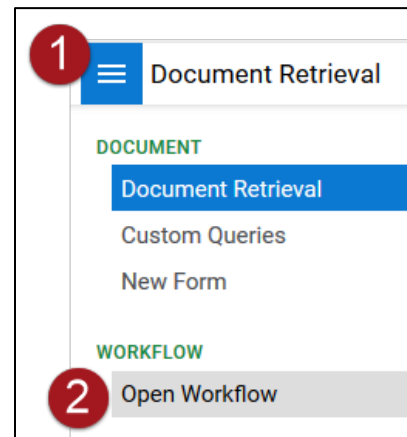 1
Document Retrieval
DOCUMENT
Document Retrieval
Custom Queries
New Form
WORKFLOW
2
Open Workflow